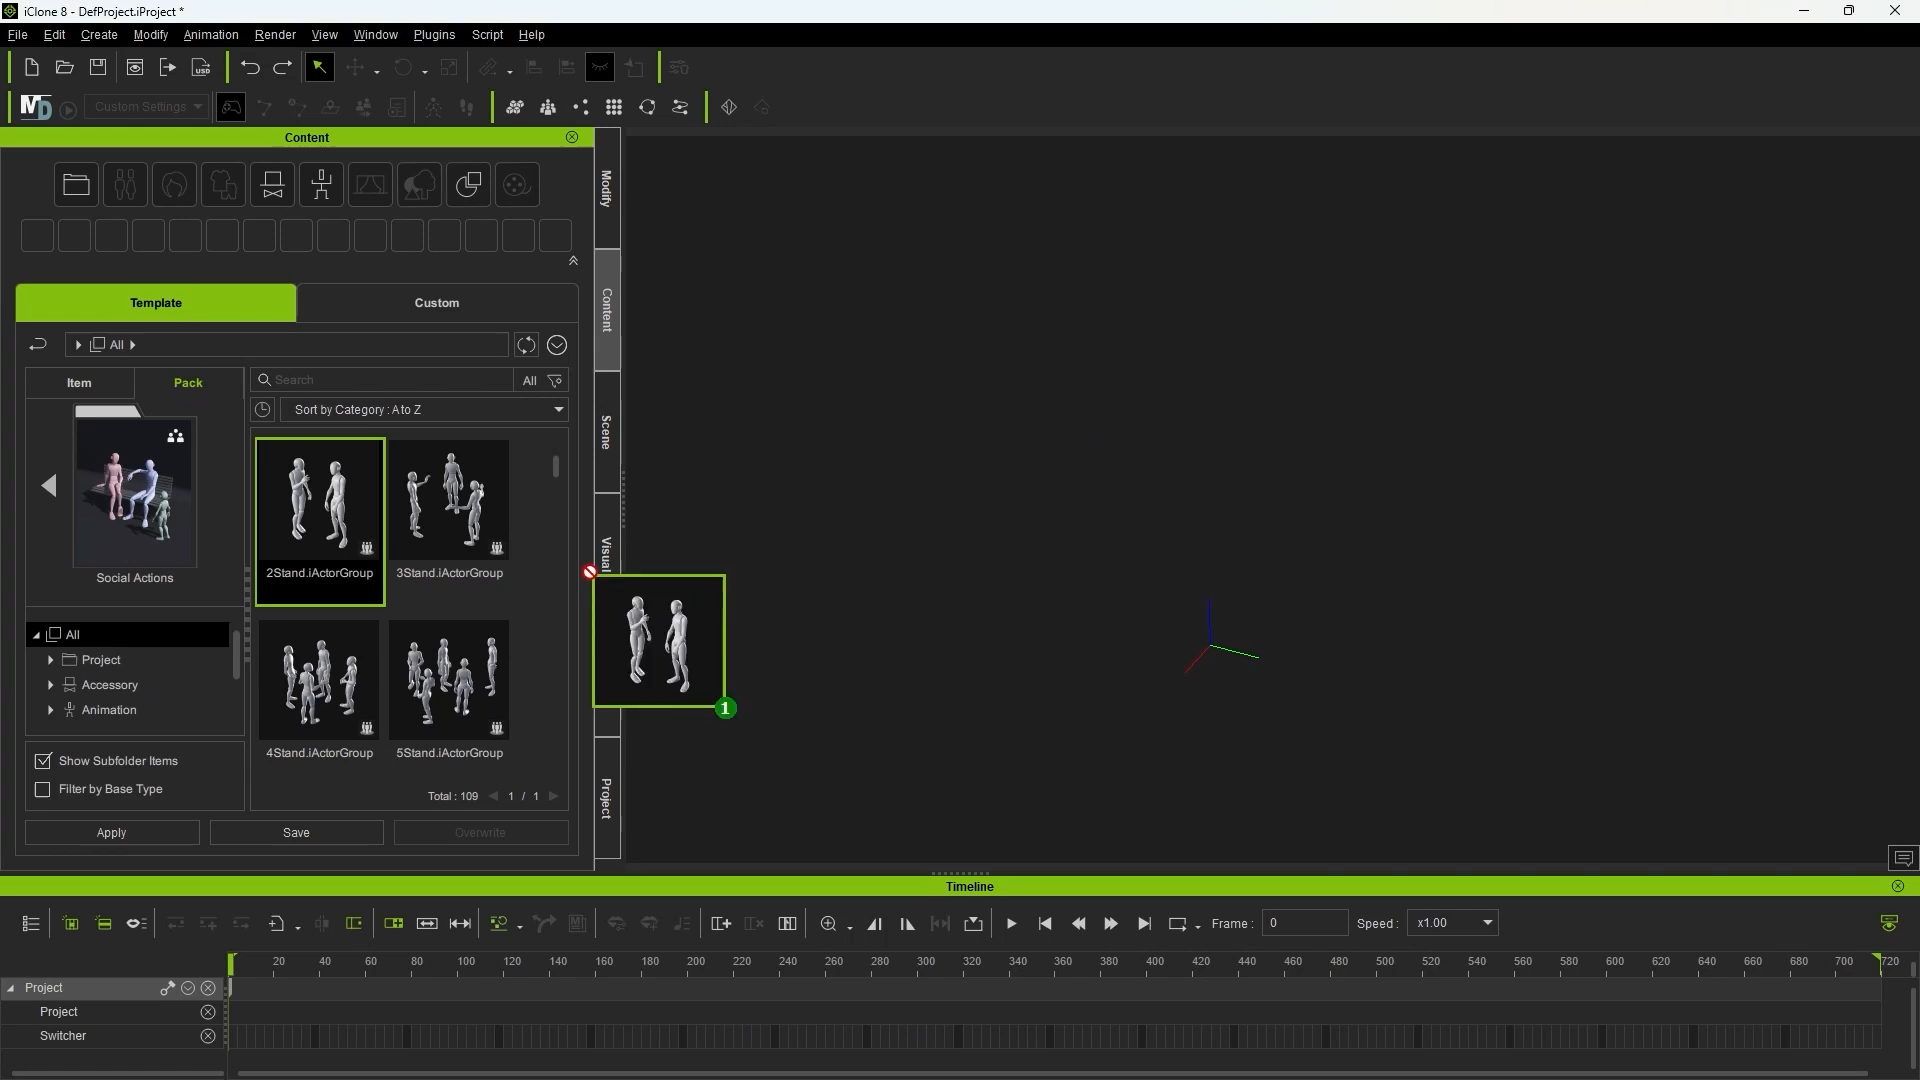 iClone 8 - DefProject.iProject *
File Edit Create Modify Animation Render View Window Plugins Script Help
USD
MD Custom Settings
Content
Modify
Content
Scene
Visual
Project
Template Custom
All
Item Pack
Search All
Sort by Category : A to Z
Social Actions
2Stand.iActorGroup 3Stand.iActorGroup
4Stand.iActorGroup 5Stand.iActorGroup
1
All
Project
Accessory
Animation
Show Subfolder Items
Filter by Base Type
Total : 109 1 / 1
Apply Save Overwrite
Timeline
Frame : 0 Speed : x1.00
20 40 60 80 100 120 140 160 180 200 220 240 260 280 300 320 340 360 380 400 420 440 460 480 500 520 540 560 580 600 620 640 660 680 700 720
Project
Project
Switcher